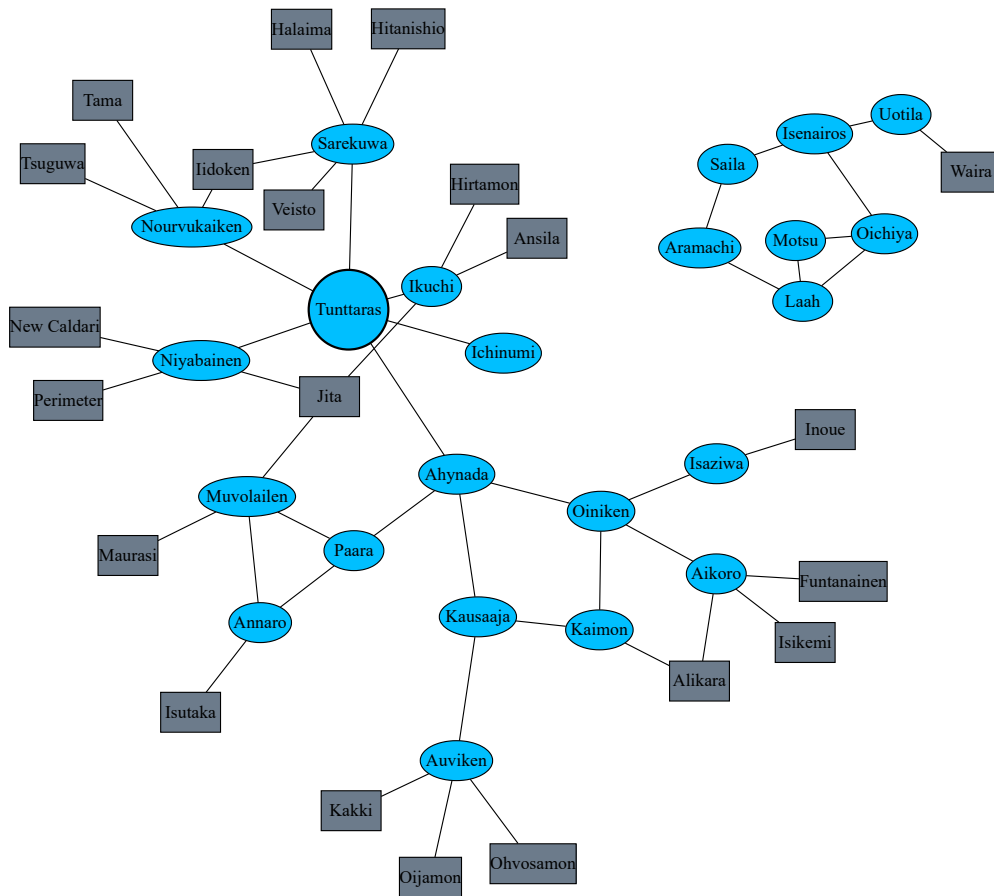 Halaima
Hitanishio
Tama
Uotila
Isenairos
Sarekuwa
Tsuguwa
Iidoken
Saila
Waira
Hirtamon
Veisto
Nourvukaiken
Ansila
Motsu
Oichiya
Aramachi
Ikuchi
Laah
Tunttaras
New Caldari
Niyabainen
Ichinumi
Perimeter
Jita
Inoue
Isaziwa
Ahynada
Muvolailen
Oiniken
Maurasi
Paara
Aikoro
Funtanainen
Annaro
Kausaaja
Kaimon
Isikemi
Alikara
Isutaka
Auviken
Kakki
Ohvosamon
Oijamon